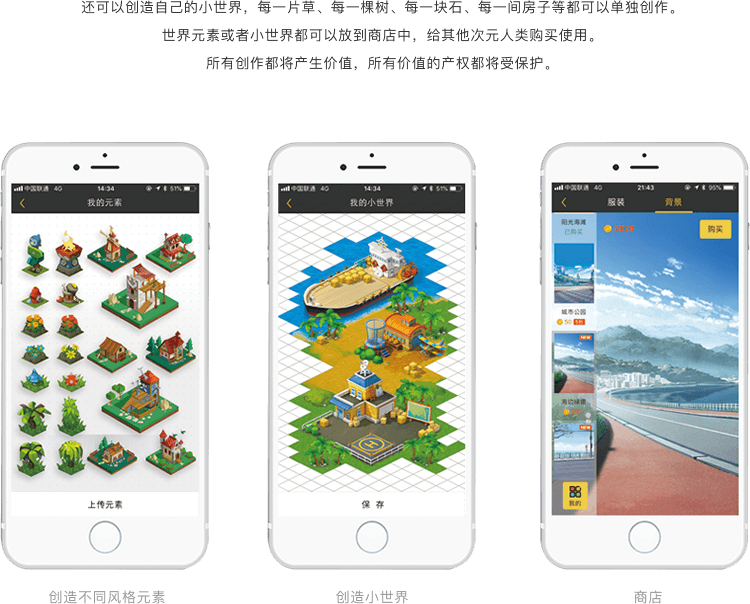 还可以创造自己的小世界，每一片草、每一棵树、每一块石、每一间房子等都可以单独创作。
世界元素或者小世界都可以放到商店中，给其他次元人类购买使用。
所有创作都将产生价值，所有价值的产权都将受保护。
中国联通 4G 14:34 51%
我的元素
上传元素
中国联通 4G 14:34 51%
我的小世界
H
保 存
中国联通 4G 21:43 95%
服装 背景
阳光海滩
已购买
购买
城市公园
50
NEW
海边绿景
NEW
我的
创造不同风格元素 创造小世界 商店